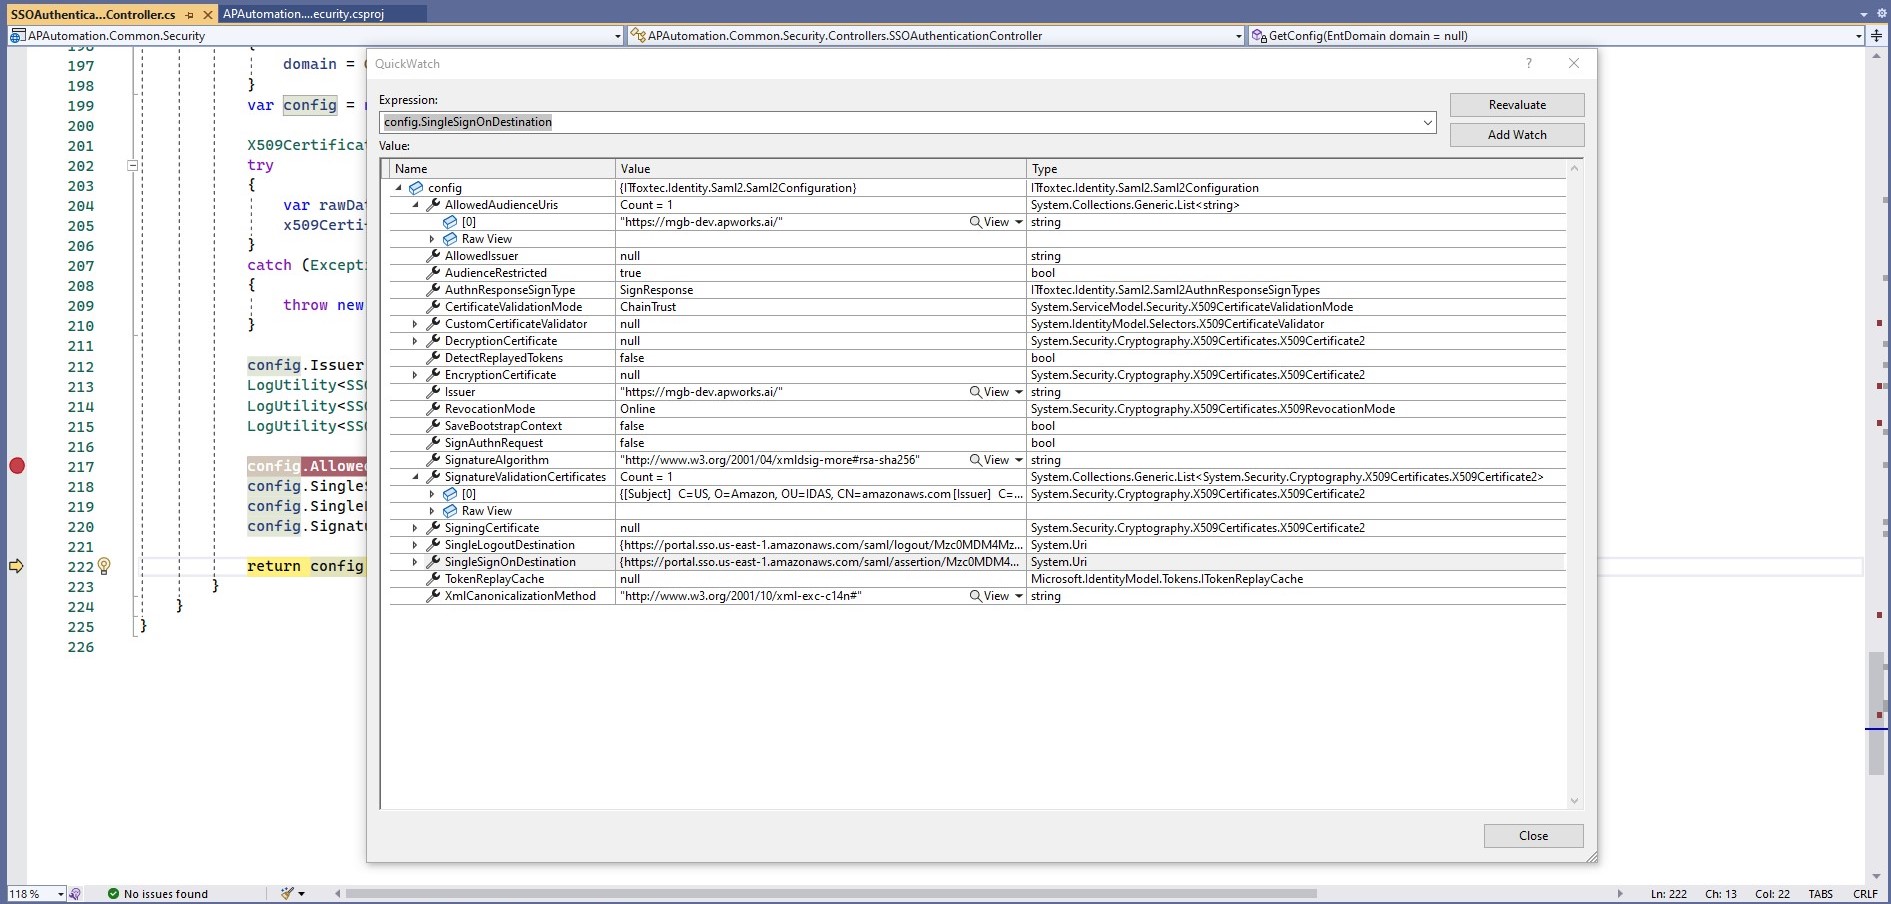 SSOAuthentica...Controller.cs
APAutomation....ecurity.csproj
APAutomation.Common.Security
APAutomation.Common.Security.Controllers.SSOAuthenticationController
GetConfig(EntDomain domain = null)
196 {
197 domain =
198 }
199 var config =
200
201 X509Certifica
202 try
203 {
204 var rawDa
205 x509Certi
206 }
207 catch (Except
208 {
209 throw new
210 }
211
212 config.Issuer
213 LogUtility<SS
214 LogUtility<SS
215 LogUtility<SS
216
217 config.Allowe
218 config.Single
219 config.Single
220 config.Signat
221
222 return config
223 }
224 }
225 }
226
QuickWatch ?
Expression:
config.SingleSignOnDestination
Reevaluate
Add Watch
Value:
Name Value Type
config {ITfoxtec.Identity.Saml2.Saml2Configuration} ITfoxtec.Identity.Saml2.Saml2Configuration
AllowedAudienceUris Count = 1 System.Collections.Generic.List<string>
[0] "https://mgb-dev.apworks.ai/" View string
Raw View
AllowedIssuer null string
AudienceRestricted true bool
AuthnResponseSignType SignResponse ITfoxtec.Identity.Saml2.Saml2AuthnResponseSignTypes
CertificateValidationMode ChainTrust System.ServiceModel.Security.X509CertificateValidationMode
CustomCertificateValidator null System.IdentityModel.Selectors.X509CertificateValidator
DecryptionCertificate null System.Security.Cryptography.X509Certificates.X509Certificate2
DetectReplayedTokens false bool
EncryptionCertificate null System.Security.Cryptography.X509Certificates.X509Certificate2
Issuer "https://mgb-dev.apworks.ai/" View string
RevocationMode Online System.Security.Cryptography.X509Certificates.X509RevocationMode
SaveBootstrapContext false bool
SignAuthnRequest false bool
SignatureAlgorithm "http://www.w3.org/2001/04/xmldsig-more#rsa-sha256" View string
SignatureValidationCertificates Count = 1 System.Collections.Generic.List<System.Security.Cryptography.X509Certificates.X509Certificate2>
[0] {[Subject] C=US, O=Amazon, OU=IDAS, CN=amazonaws.com [Issuer] C=... System.Security.Cryptography.X509Certificates.X509Certificate2
Raw View
SigningCertificate null System.Security.Cryptography.X509Certificates.X509Certificate2
SingleLogoutDestination {https://portal.sso.us-east-1.amazonaws.com/saml/logout/Mzc0MDM4Mz... System.Uri
SingleSignOnDestination {https://portal.sso.us-east-1.amazonaws.com/saml/assertion/Mzc0MDM4... System.Uri
TokenReplayCache null Microsoft.IdentityModel.Tokens.ITokenReplayCache
XmlCanonicalizationMethod "http://www.w3.org/2001/10/xml-exc-c14n#" View string
Close
118 % No issues found Ln: 222 Ch: 13 Col: 22 TABS CRLF